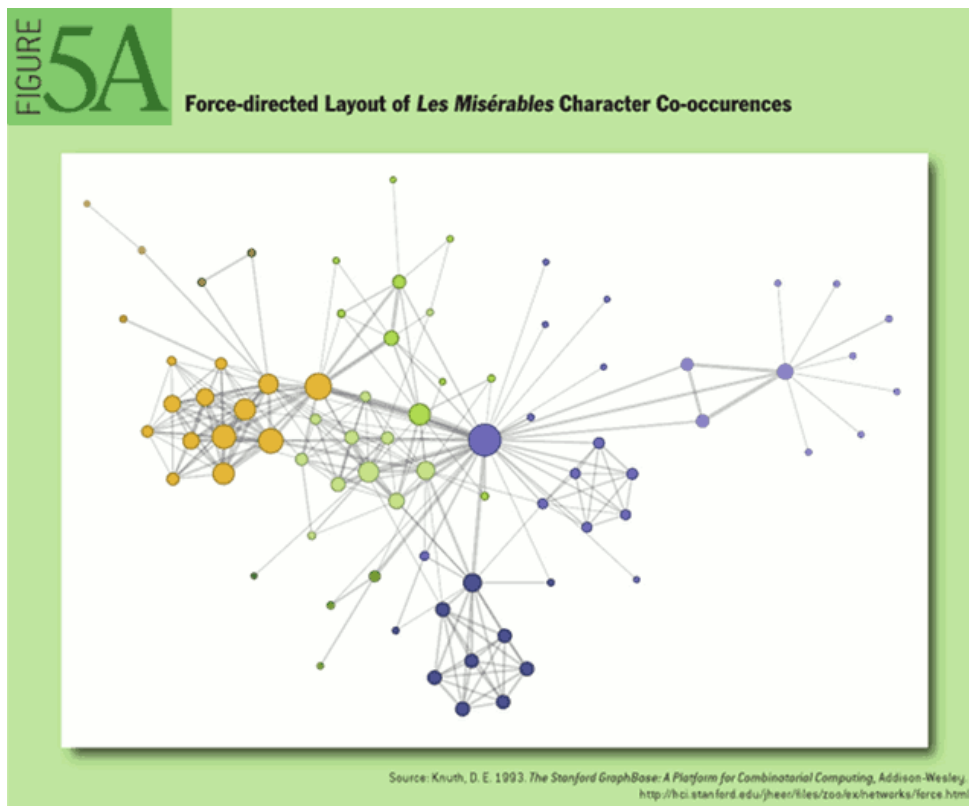 FIGURE 5A
Force-directed Layout of Les Misérables Character Co-occurences
Source: Knuth, D. E. 1993. The Stanford GraphBase: A Platform for Combinatorial Computing, Addison-Wesley.
http://hci.stanford.edu/jheer/files/zoo/ex/networks/force.html